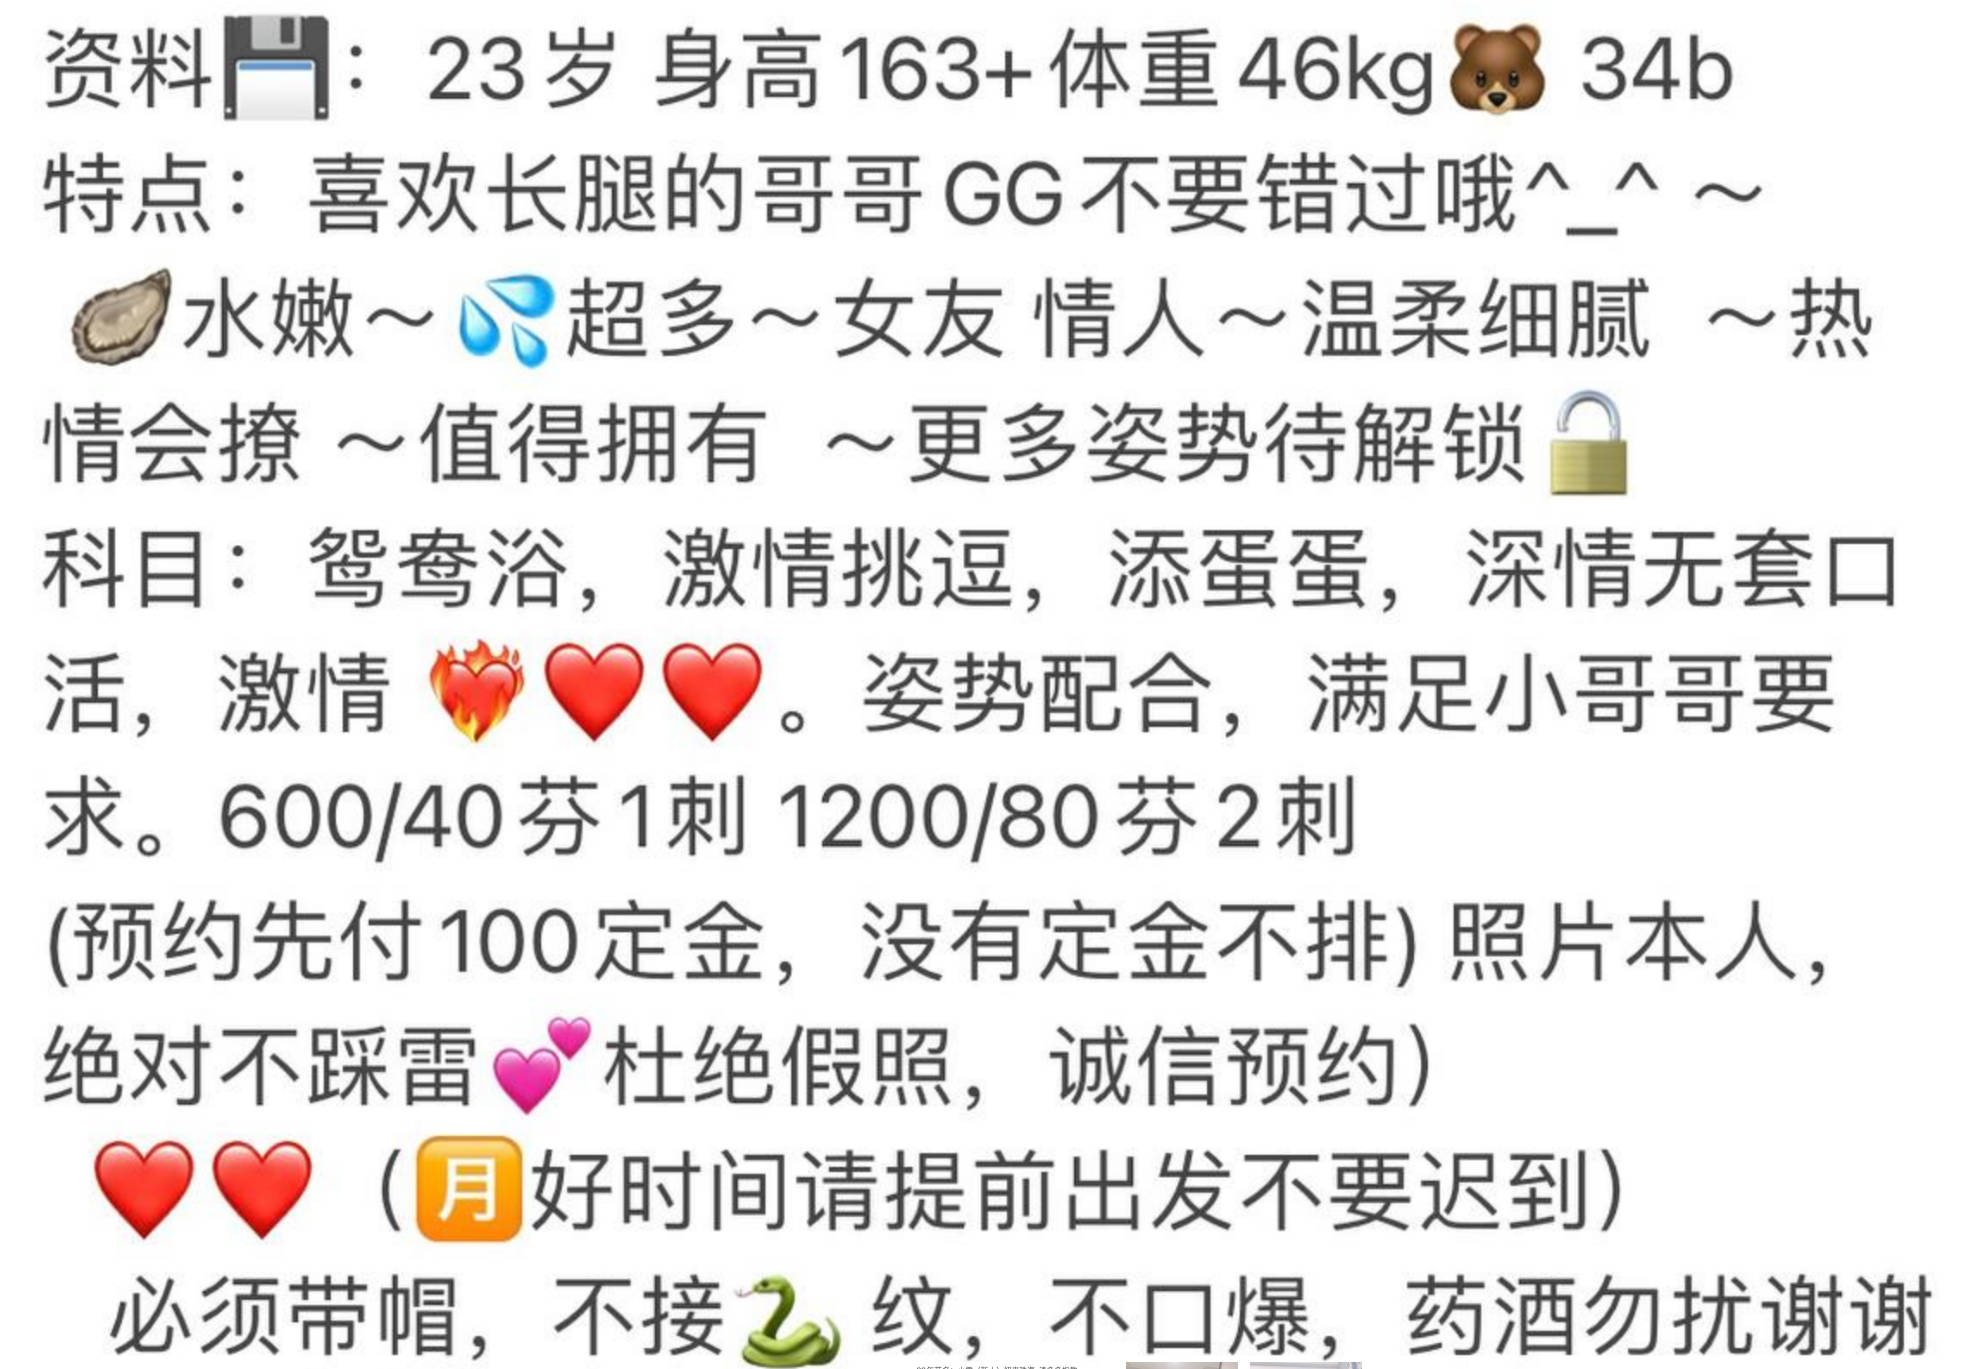 资料💾：23岁 身高163+体重46kg🐻 34b
特点：喜欢长腿的哥哥GG不要错过哦^_^ ～
🦪水嫩～💦超多～女友 情人～温柔细腻 ～热
情会撩 ～值得拥有 ～更多姿势待解锁🔓
科目：鸳鸯浴，激情挑逗，添蛋蛋，深情无套口
活，激情 ❤️‍🔥❤️❤️。姿势配合，满足小哥哥要
求。600/40芬1刺 1200/80芬2刺
(预约先付100定金，没有定金不排) 照片本人，
绝对不踩雷💕杜绝假照，诚信预约）
❤️❤️（🈷️好时间请提前出发不要迟到）
必须带帽，不接🐍 纹，不口爆，药酒勿扰谢谢